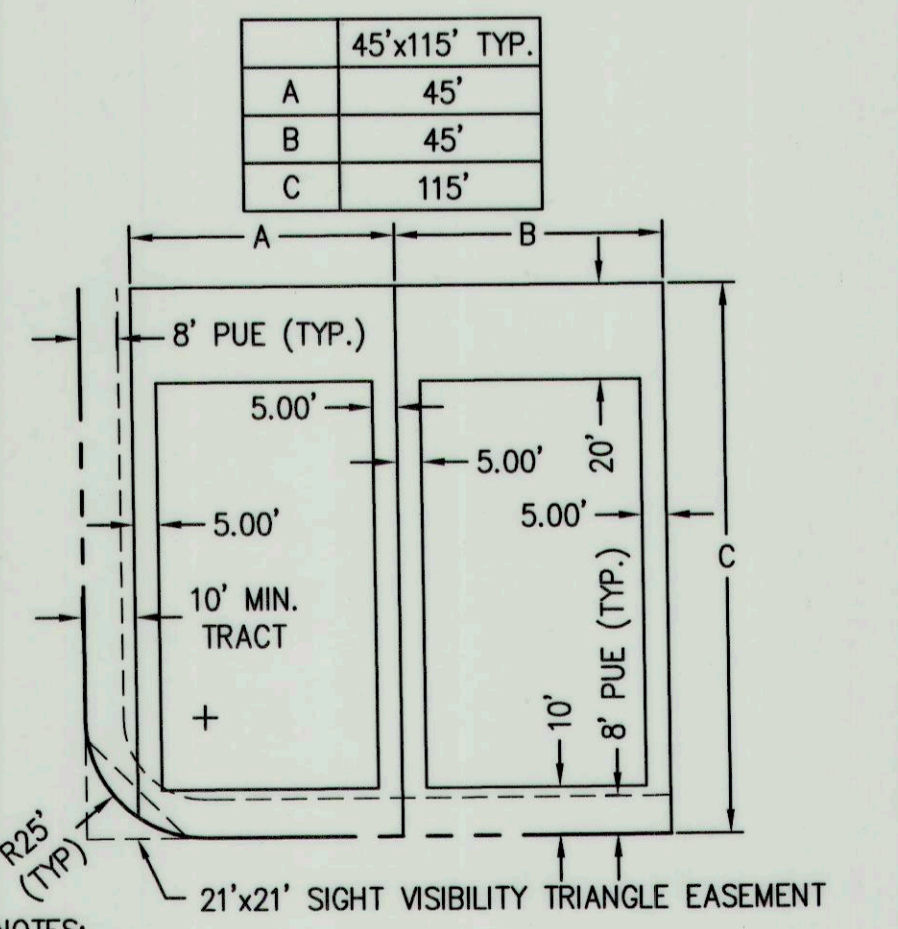 45'x115' TYP.
A 45'
B 45'
C 115'
A B
8' PUE (TYP.)
5.00'
5.00'
20'
5.00'
5.00'
C
10' MIN.
TRACT
8' PUE (TYP.)
10'
R25'
(TYP)
21'x21' SIGHT VISIBILITY TRIANGLE EASEMENT
NOTES: